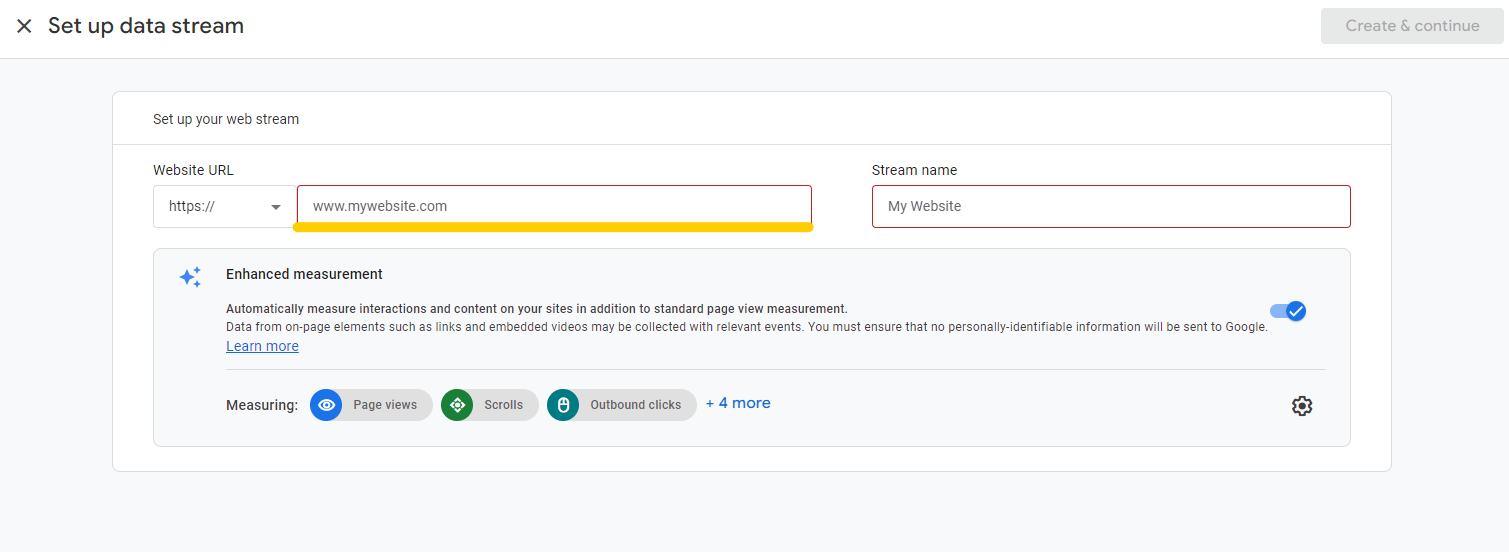 Set up data stream
Create & continue
Set up your web stream
Website URL
Stream name
https://
www.mywebsite.com
My Website
Enhanced measurement
Automatically measure interactions and content on your sites in addition to standard page view measurement.
Data from on-page elements such as links and embedded videos may be collected with relevant events. You must ensure that no personally-identifiable information will be sent to Google.
Learn more
Measuring:
Page views
Scrolls
Outbound clicks
+ 4 more